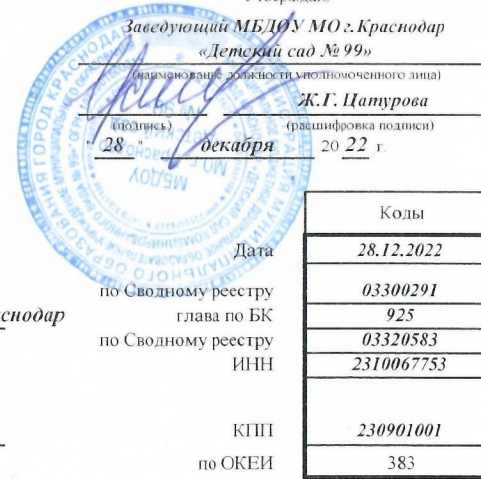 Утверждаю
Заведующий МБДОУ МО г.Краснодар
«Детский сад № 99»
(наименование должности уполномоченного лица)
Ж.Г. Цатурова
(подпись) (расшифровка подписи)
" 28 " декабря 20 22 г.
Коды
Дата 28.12.2022
по Сводному реестру 03300291
снодар глава по БК 925
по Сводному реестру 03320583
ИНН 2310067753
КПП 230901001
по ОКЕИ 383